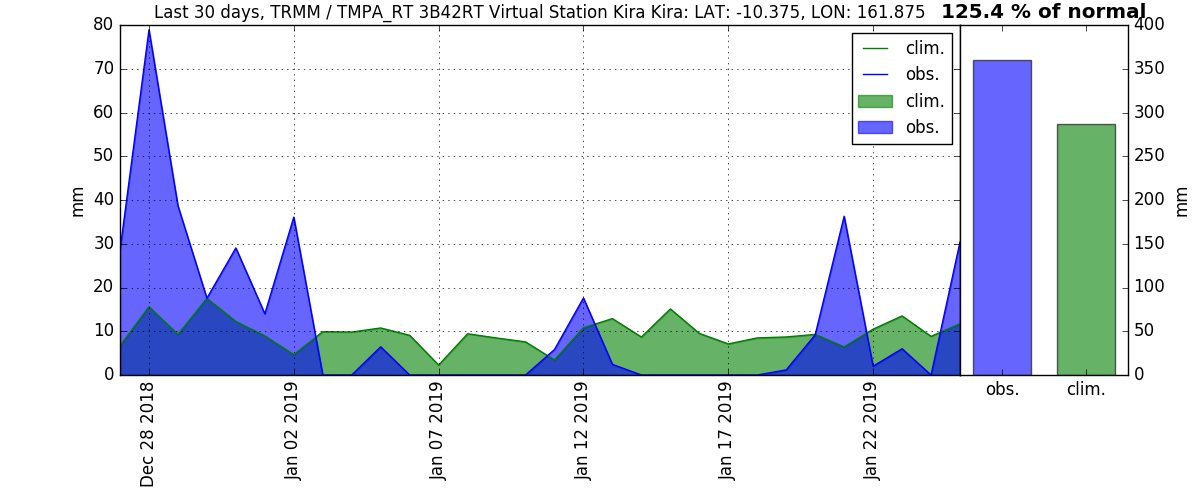 Last 30 days, TRMM / TMPA_RT 3B42RT Virtual Station Kira Kira: LAT: -10.375, LON: 161.875 125.4 % of normal
80
70
60
50
40
30
20
10
0
mm
clim.
obs.
clim.
obs.
400
350
300
250
200
150
100
50
0
mm
Dec 28 2018
Jan 02 2019
Jan 07 2019
Jan 12 2019
Jan 17 2019
Jan 22 2019
obs. clim.